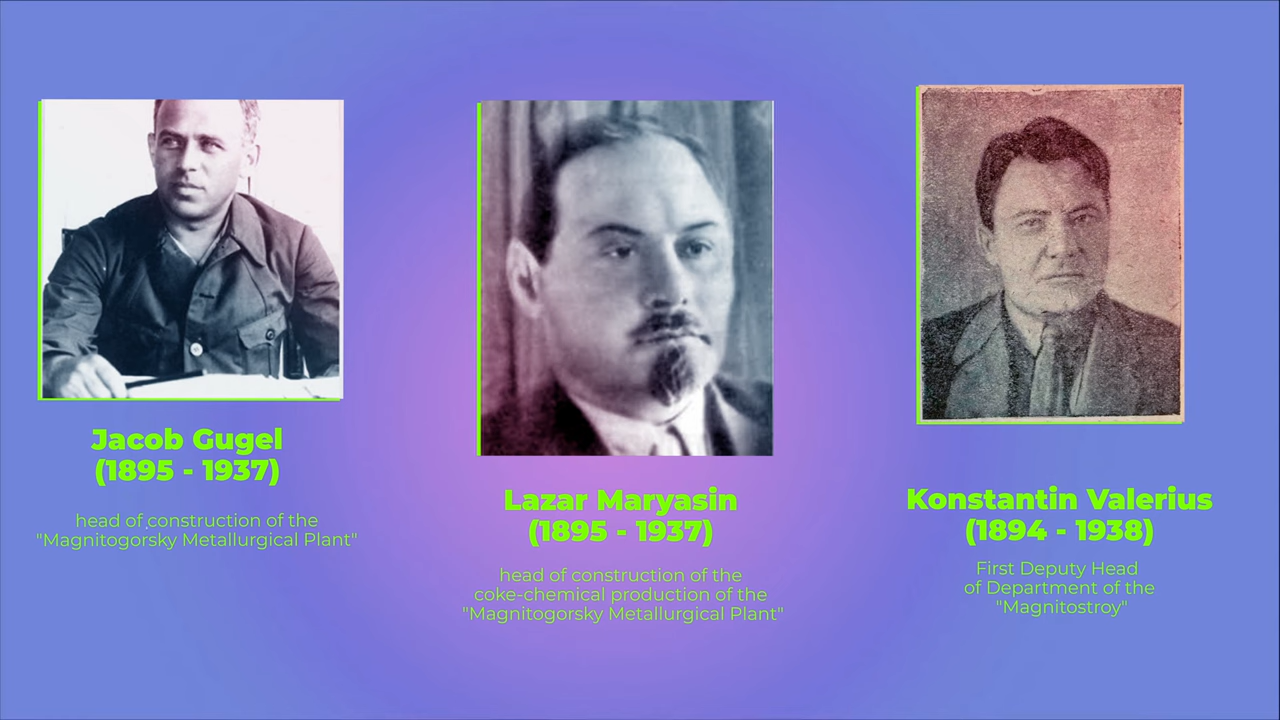 Jacob Gugel
(1895 - 1937)
head of construction of the
"Magnitogorsky Metallurgical Plant"
Lazar Maryasin
(1895 - 1937)
head of construction of the
coke-chemical production of the
"Magnitogorsky Metallurgical Plant"
Konstantin Valerius
(1894 - 1938)
First Deputy Head
of Department of the
"Magnitostroy"